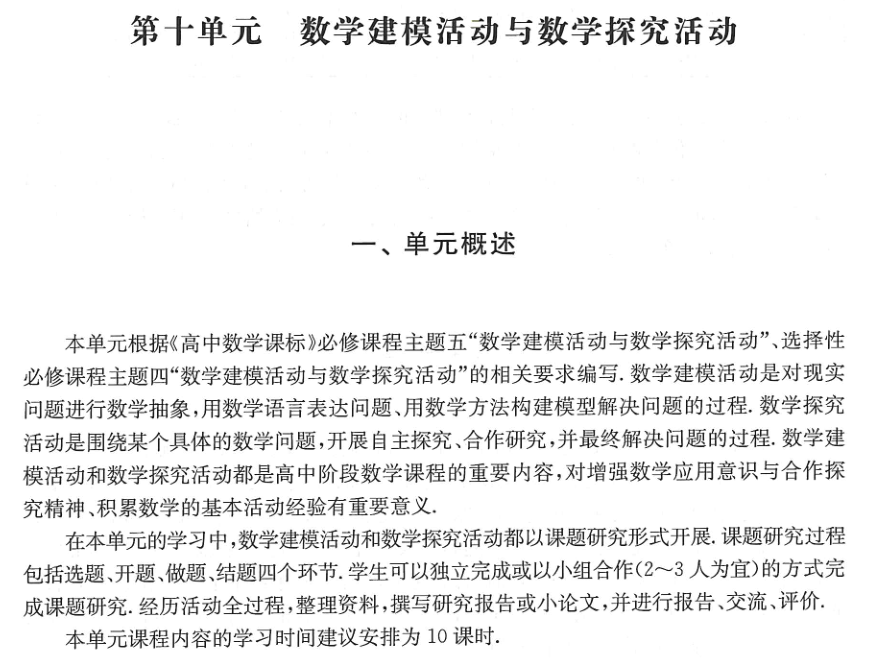 第十单元 数学建模活动与数学探究活动
一、单元概述
本单元根据《高中数学课标》必修课程主题五“数学建模活动与数学探究活动”、选择性
必修课程主题四“数学建模活动与数学探究活动”的相关要求编写. 数学建模活动是对现实
问题进行数学抽象,用数学语言表达问题、用数学方法构建模型解决问题的过程. 数学探究
活动是围绕某个具体的数学问题,开展自主探究、合作研究,并最终解决问题的过程. 数学建
模活动和数学探究活动都是高中阶段数学课程的重要内容,对增强数学应用意识与合作探
究精神、积累数学的基本活动经验有重要意义.
在本单元的学习中,数学建模活动和数学探究活动都以课题研究形式开展. 课题研究过程
包括选题、开题、做题、结题四个环节. 学生可以独立完成或以小组合作(2～3 人为宜)的方式完
成课题研究. 经历活动全过程,整理资料,撰写研究报告或小论文,并进行报告、交流、评价.
本单元课程内容的学习时间建议安排为 10 课时.